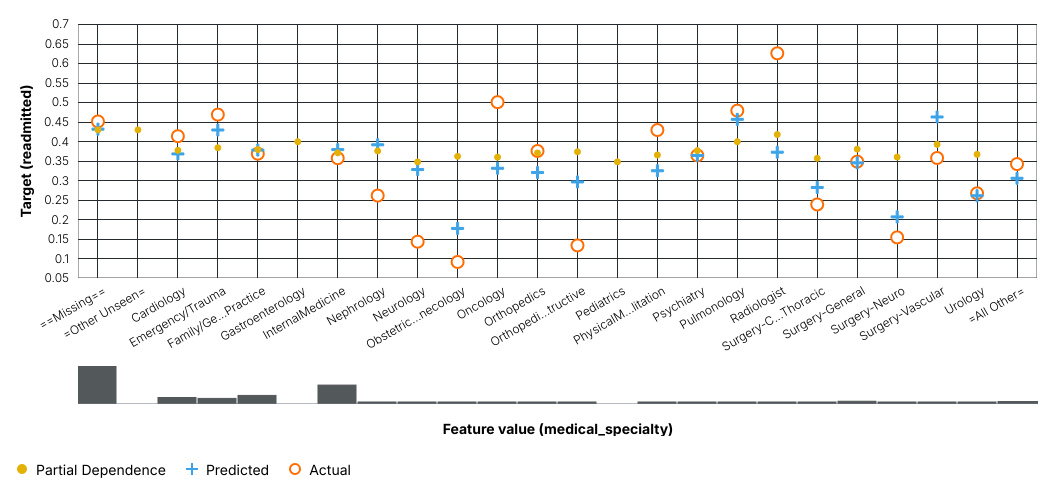 Target (readmitted)
0.7
0.65
0.6
0.55
0.5
0.45
0.4
0.35
0.3
0.25
0.2
0.15
0.1
0.05
==Missing==
=Other Unseen=
Cardiology
Emergency/Trauma
Family/Ge...Practice
Gastroenterology
InternalMedicine
Nephrology
Neurology
Obstetric...necology
Oncology
Orthopedics
Orthopedi...tructive
Pediatrics
PhysicalM...litation
Psychiatry
Pulmonology
Radiologist
Surgery-C...Thoracic
Surgery-General
Surgery-Neuro
Surgery-Vascular
Urology
=All Other=
Feature value (medical_specialty)
Partial Dependence
Predicted
Actual